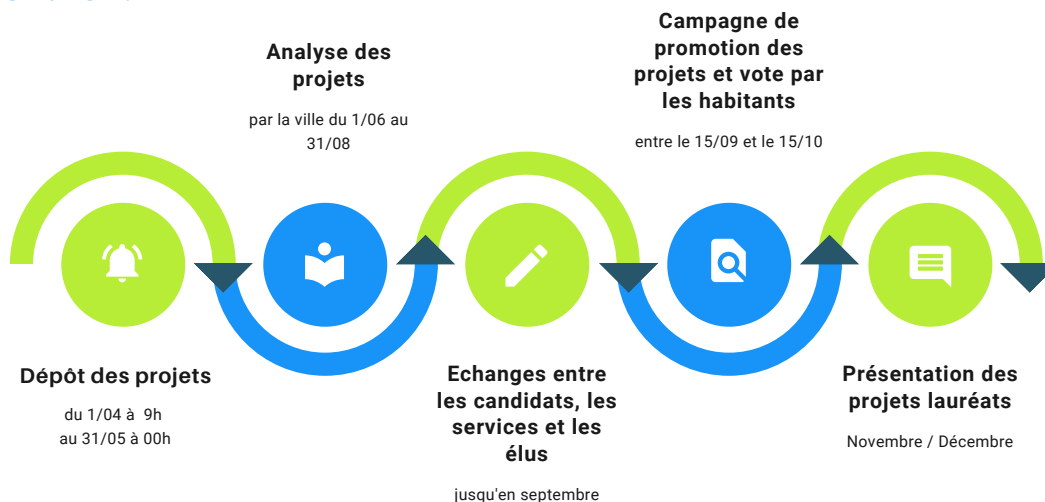 Dépôt des projets
du 1/04 à 9h
au 31/05 à 00h
Analyse des
projets
par la ville du 1/06 au
31/08
Echanges entre
les candidats, les
services et les
élus
jusqu'en septembre
Campagne de
promotion des
projets et vote par
les habitants
entre le 15/09 et le 15/10
Présentation des
projets lauréats
Novembre / Décembre